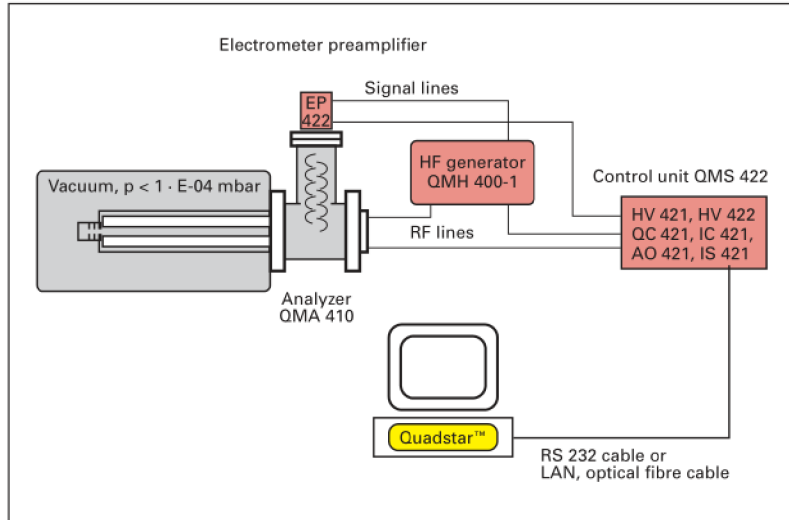 Electrometer preamplifier
Signal lines
EP
422
HF generator
QMH 400-1
Control unit QMS 422
Vacuum, p < 1 · E-04 mbar
HV 421, HV 422
QC 421, IC 421,
AO 421, IS 421
RF lines
Analyzer
QMA 410
Quadstar™
RS 232 cable or
LAN, optical fibre cable